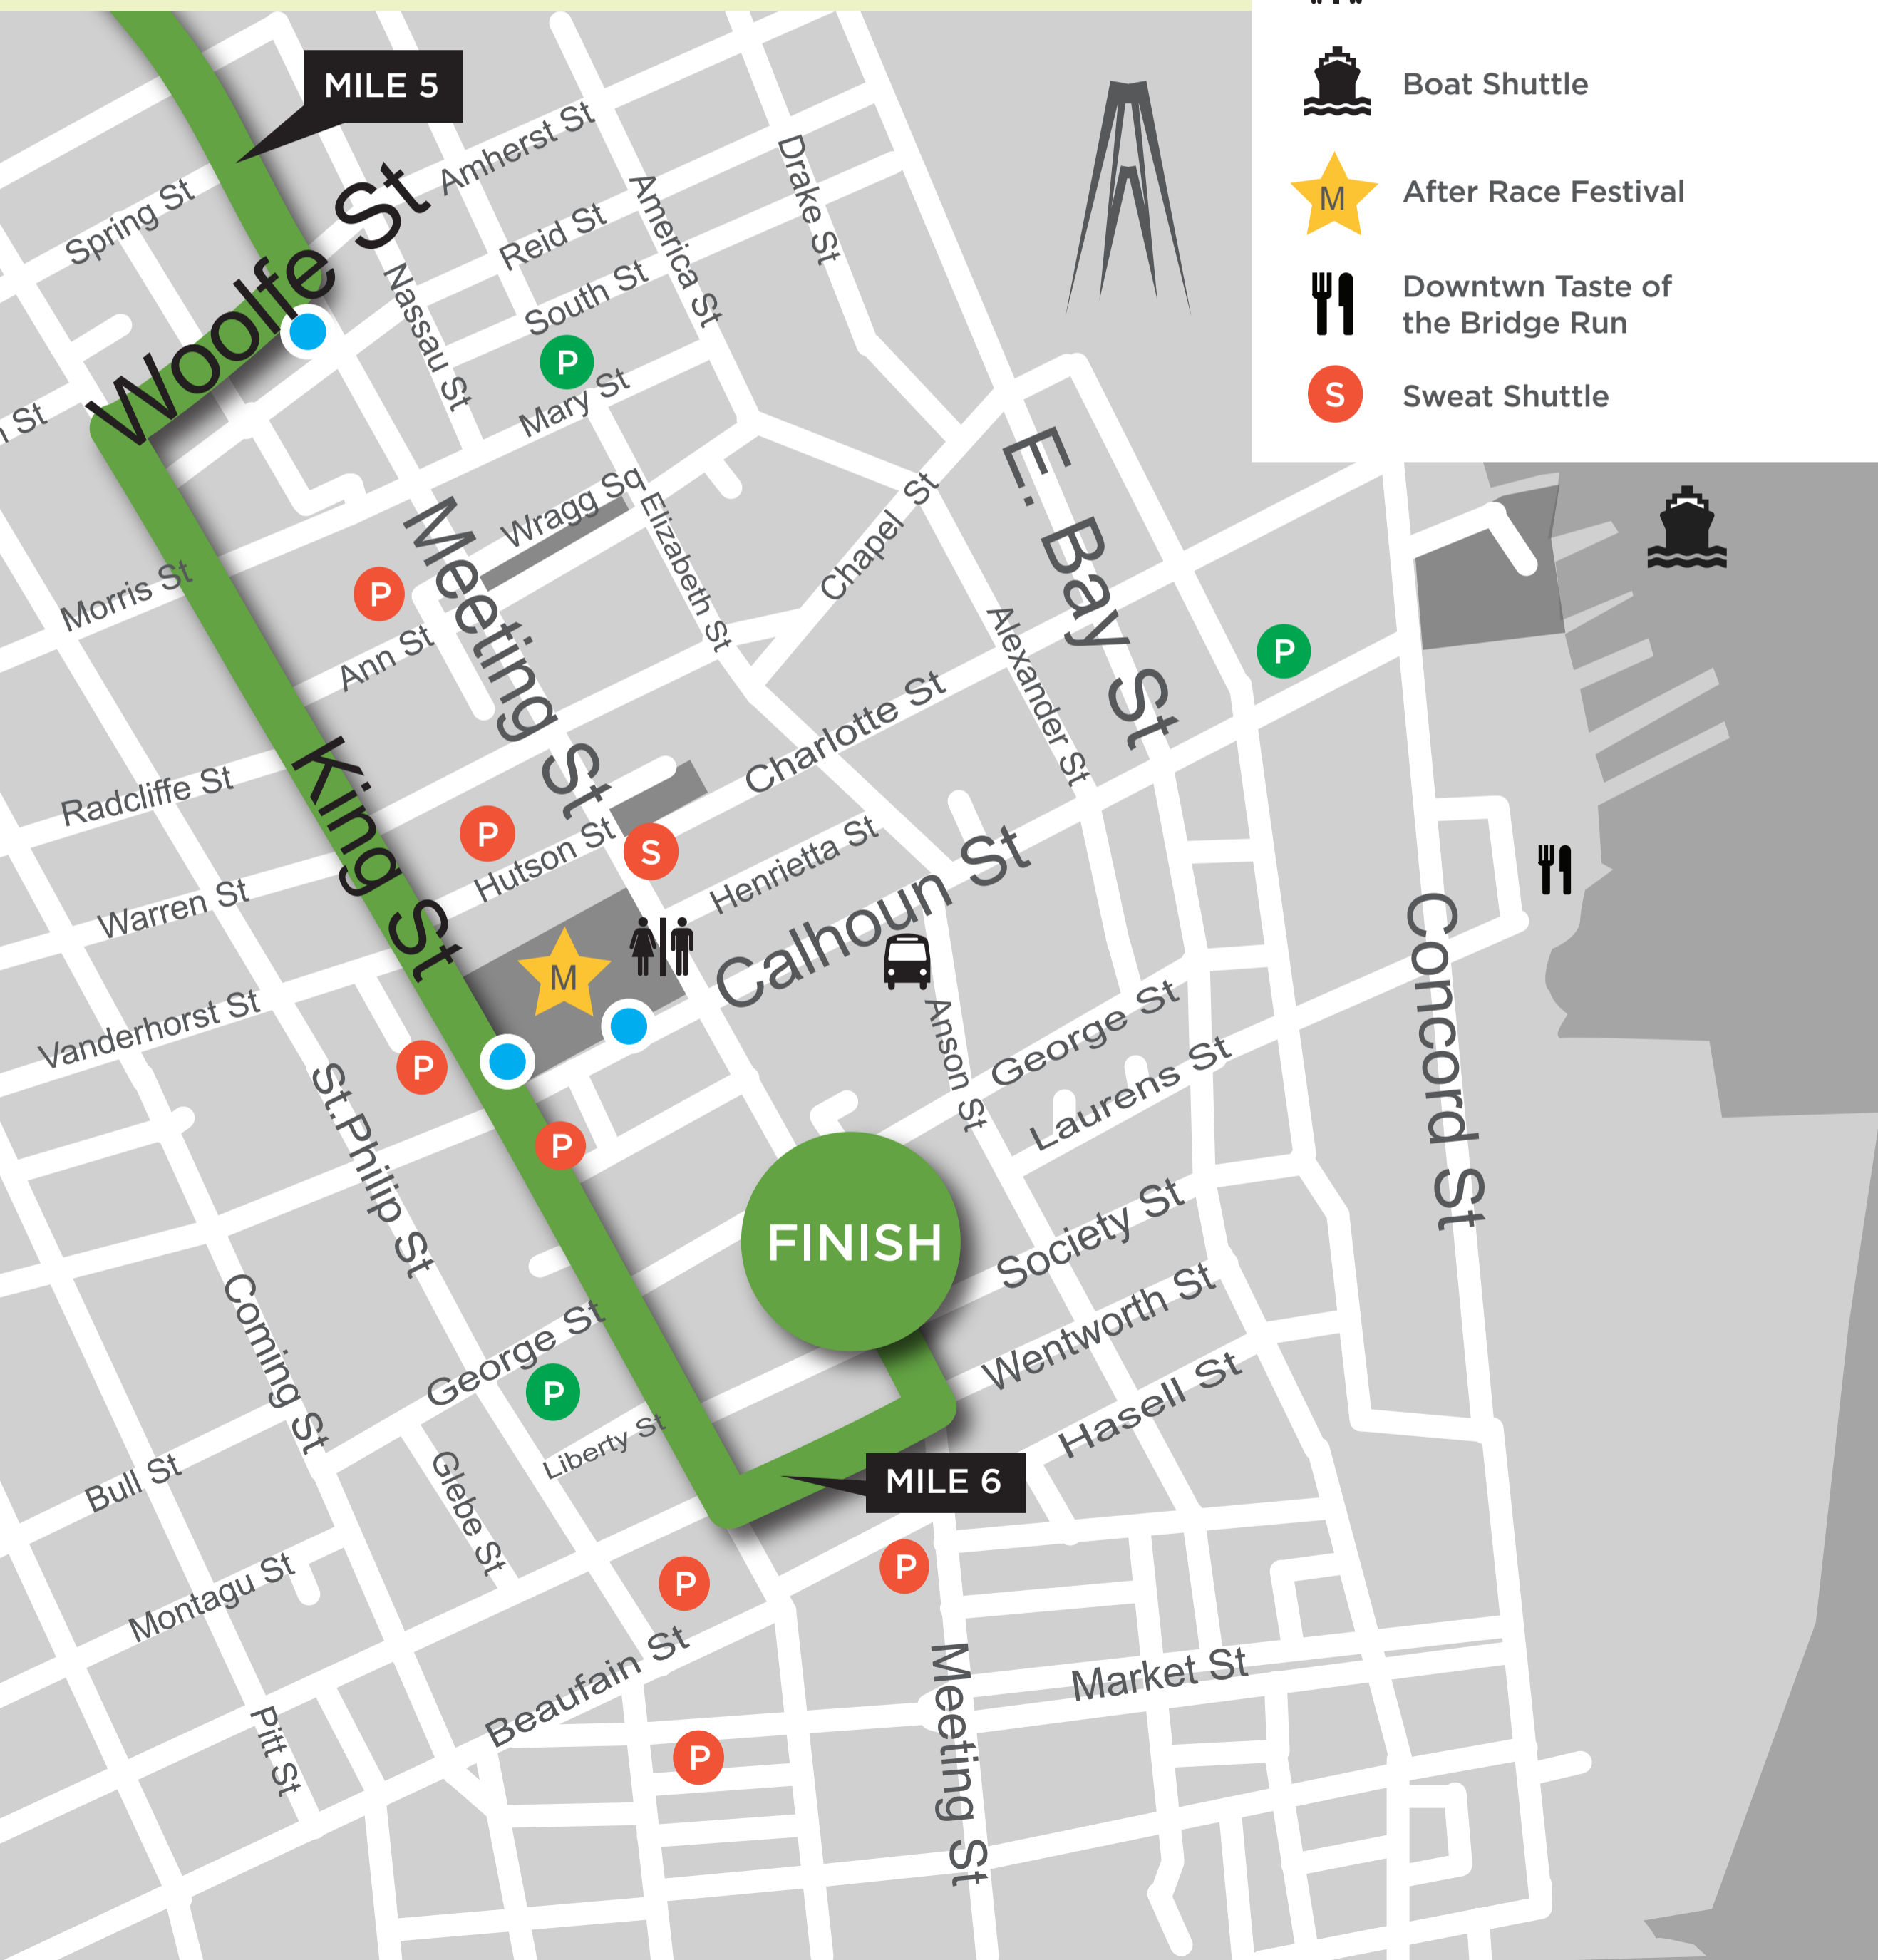 MILE 5
Boat Shuttle
M
After Race Festival
Downtwn Taste of
the Bridge Run
S
Sweat Shuttle
Amherst St
Spring St
Woolfe St
Reid St
America St
Drake St
Nassau St
South St
P
Mary St
St
Wragg Sq
E. Bay St
Chapel St
Elizabeth St
Meeting St
Morris St
P
Ann St
Alexander St
P
Charlotte St
Radcliffe St
King St
P
Hutson St
S
Henrietta St
Calhoun St
Warren St
M
Concord St
Vanderhorst St
P
Anson St
George St
Laurens St
St.Philip St
P
FINISH
Society St
Wentworth St
Coming St
George St
P
Hasell St
Liberty St
MILE 6
Bull St
Glebe St
Montagu St
P
P
Beaufain St
Market St
Meeting St
Pitt St
P